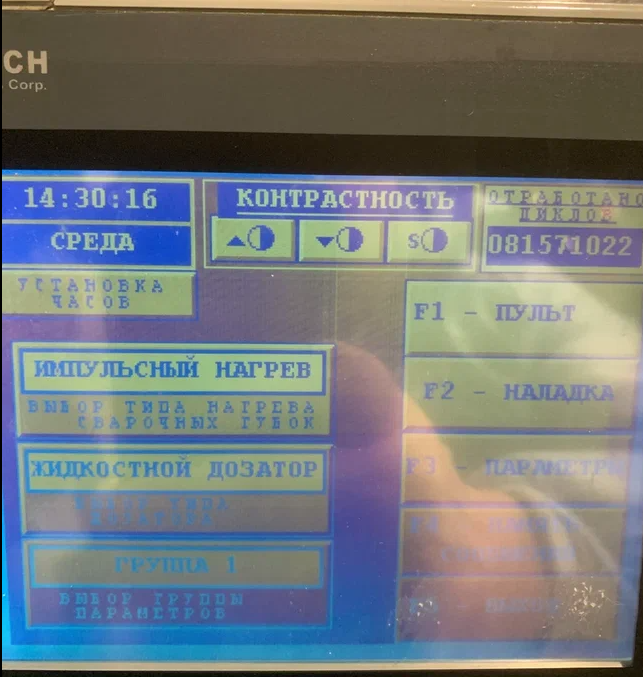 CH
Corp.
14:30:16
СРЕДА
УСТАНОВКА
ЧАСОВ
КОНТРАСТНОСТЬ
S
ОТРАБОТАНО
ЦИКЛОВ
081571022
ИМПУЛЬСНЫЙ НАГРЕВ
ВЫБОР ТИПА НАГРЕВА
СВАРОЧНЫХ ГУБОК
ЖИДКОСТНОЙ ДОЗАТОР
ГРУППА 1
ВЫБОР ГРУППЫ
ПАРАМЕТРОВ
F1 - ПУЛЬТ
F2 - НАЛАДКА
F3 - ПАРАМЕТРЫ